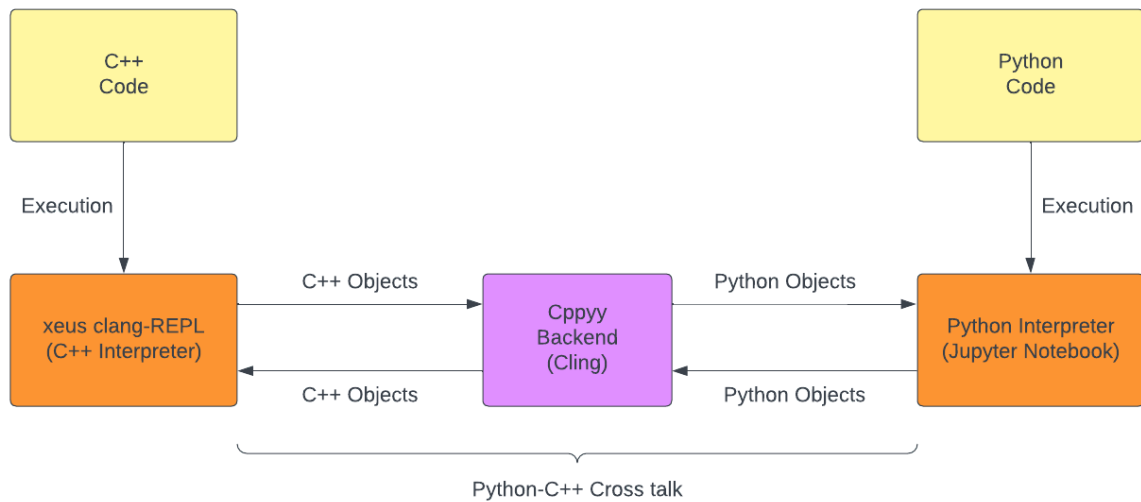 C++
Code
Python
Code
Execution
Execution
xeus clang-REPL
(C++ Interpreter)
C++ Objects
C++ Objects
Cppyy
Backend
(Cling)
Python Objects
Python Objects
Python Interpreter
(Jupyter Notebook)
Python-C++ Cross talk